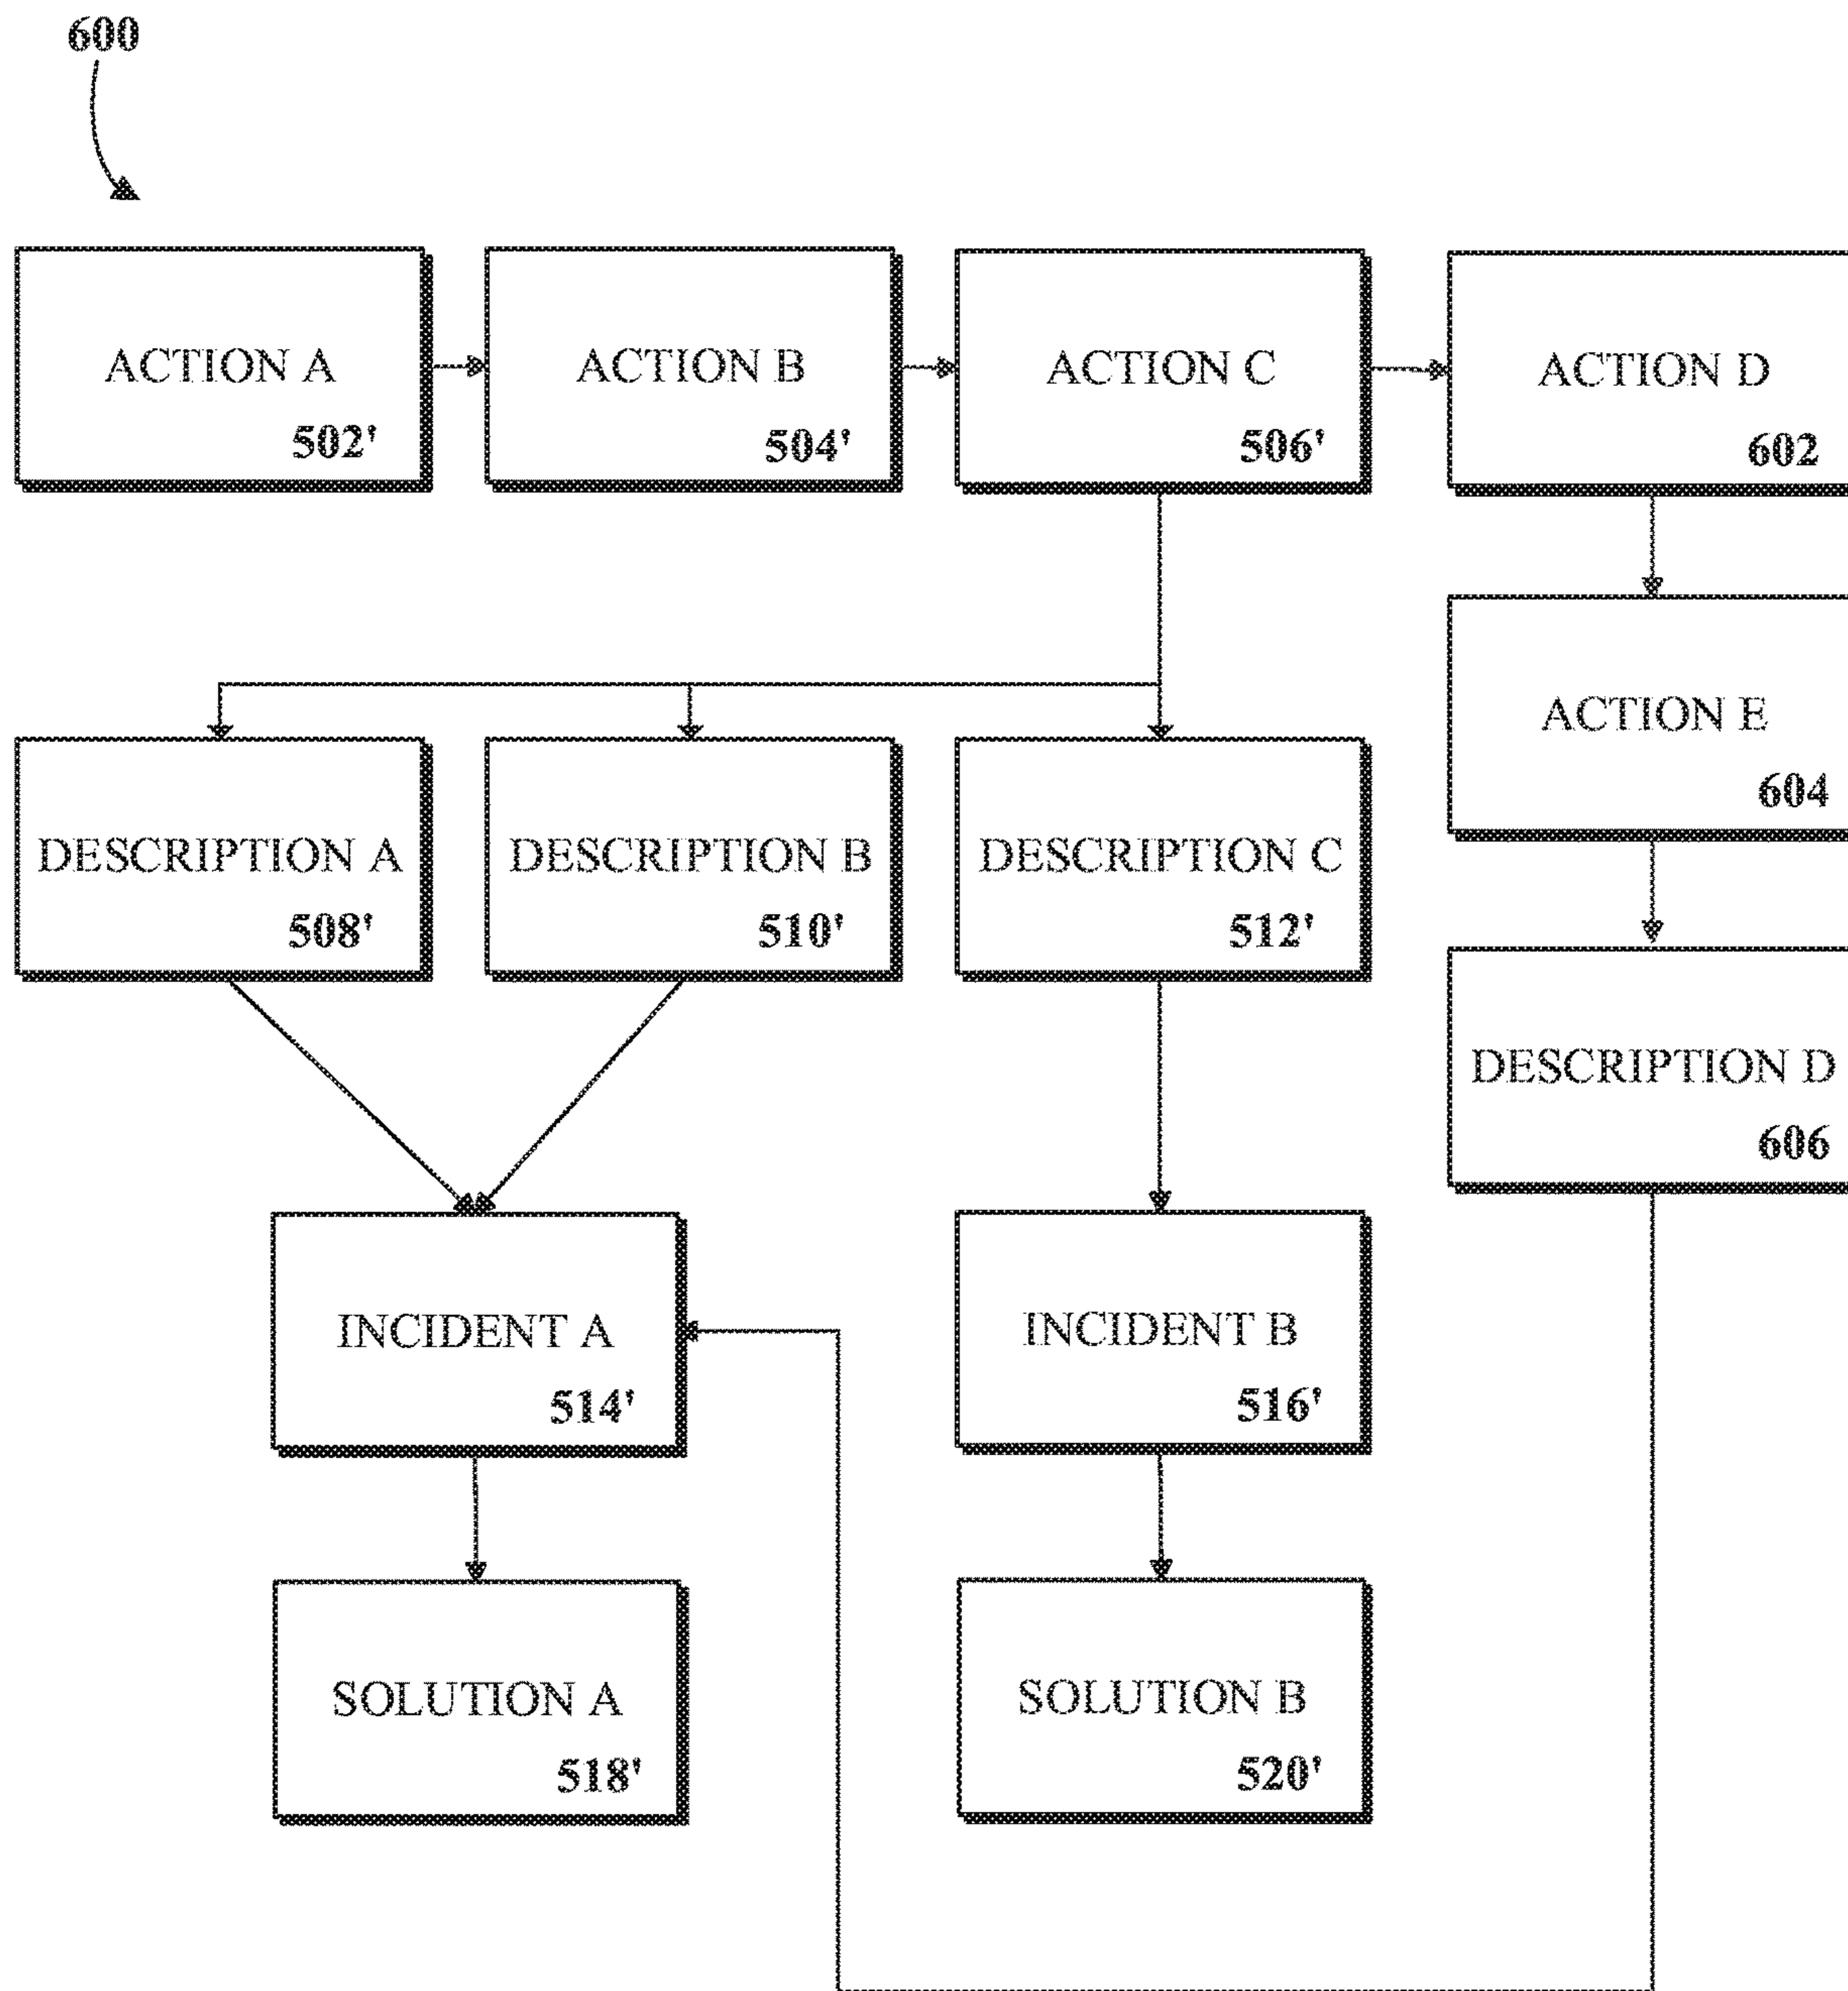 600
ACTION A
502'
ACTION B
504'
ACTION C
506'
ACTION D
602
ACTION E
604
DESCRIPTION A
508'
DESCRIPTION B
510'
DESCRIPTION C
512'
DESCRIPTION D
606
INCIDENT A
514'
INCIDENT B
516'
SOLUTION A
518'
SOLUTION B
520'